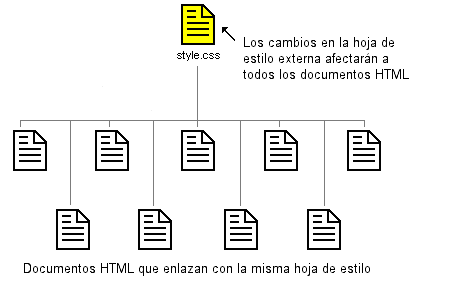 style.css
Los cambios en la hoja de
estilo externa afectarán a
todos los documentos HTML
Documentos HTML que enlazan con la misma hoja de estilo